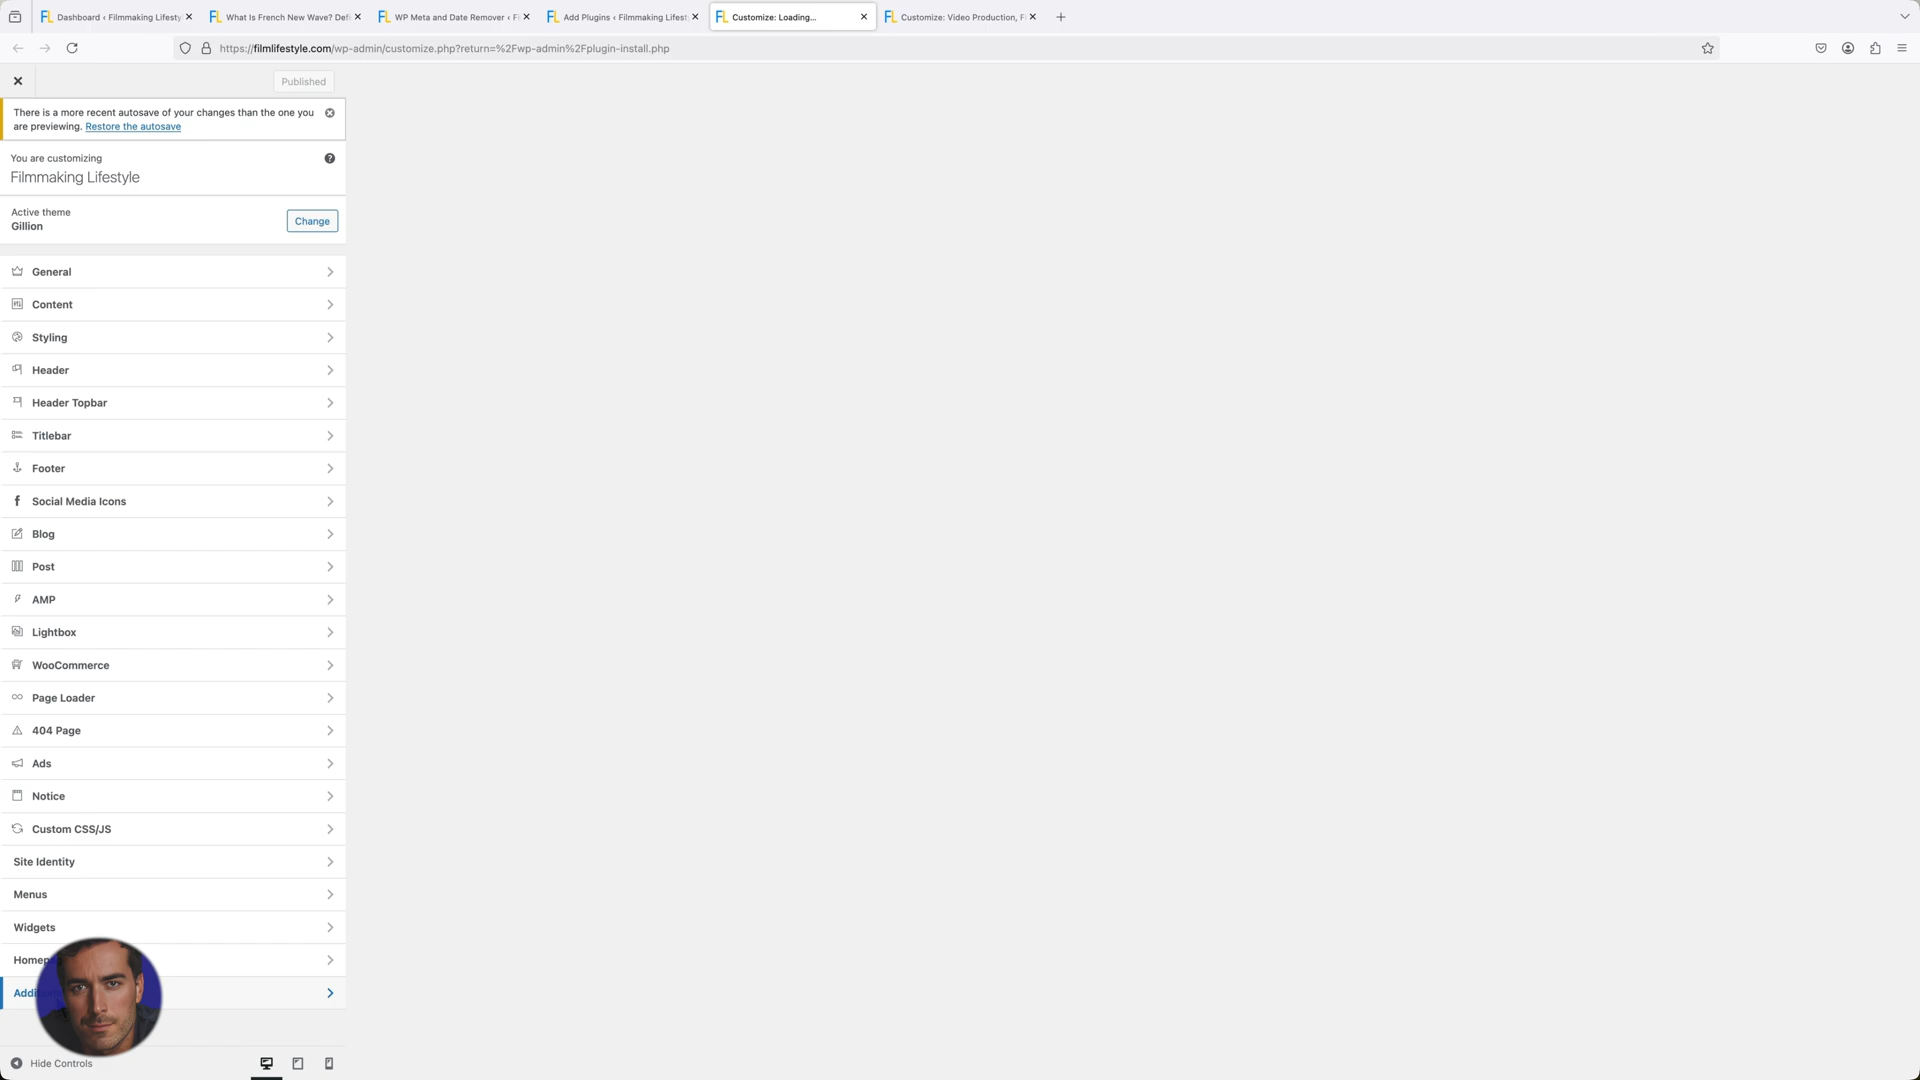 Dashboard ‹ Filmmaking Lifesty
What Is French New Wave? Defi
WP Meta and Date Remover ‹ Fi
Add Plugins ‹ Filmmaking Lifest
Customize: Loading...
Customize: Video Production, F
https://filmlifestyle.com/wp-admin/customize.php?return=%2Fwp-admin%2Fplugin-install.php
Published
There is a more recent autosave of your changes than the one you
are previewing. Restore the autosave
You are customizing
Filmmaking Lifestyle
Active theme
Gillion
Change
General
Content
Styling
Header
Header Topbar
Titlebar
Footer
Social Media Icons
Blog
Post
AMP
Lightbox
WooCommerce
Page Loader
404 Page
Ads
Notice
Custom CSS/JS
Site Identity
Menus
Widgets
Homep
Addi
Hide Controls